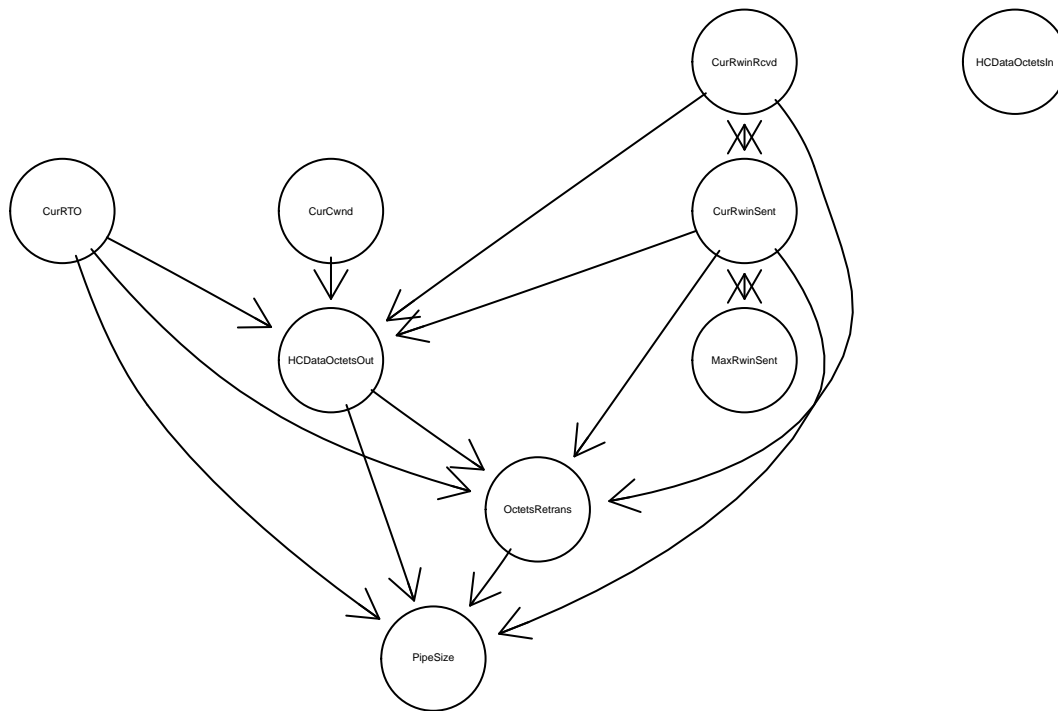 CurRwinRcvd
HCDataOctetsIn
CurRTO
CurCwnd
CurRwinSent
HCDataOctetsOut
MaxRwinSent
OctetsRetrans
PipeSize